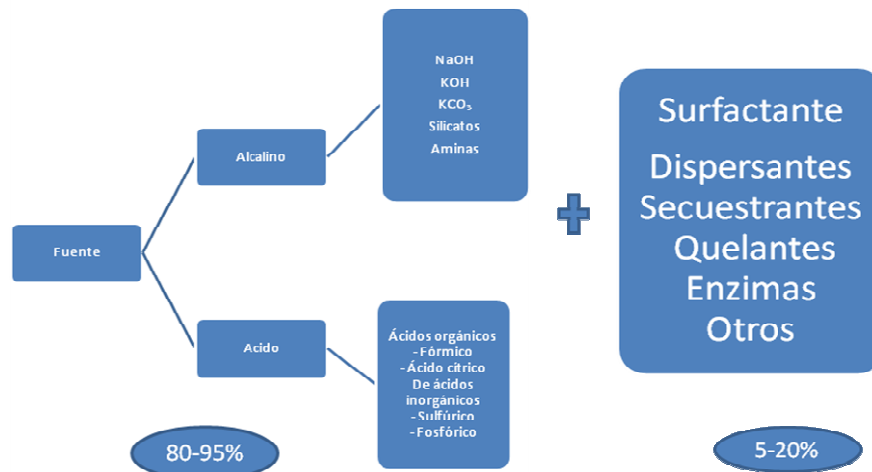 Fuente
Alcalino
NaOH
KOH
KCO₃
Silicatos
Aminas
Acido
Ácidos orgánicos
-Fórmico
-Ácido cítrico
De ácidos
inorgánicos
-Sulfúrico
-Fosfórico
80-95%
Surfactante
Dispersantes
Secuestrantes
Quelantes
Enzimas
Otros
5-20%